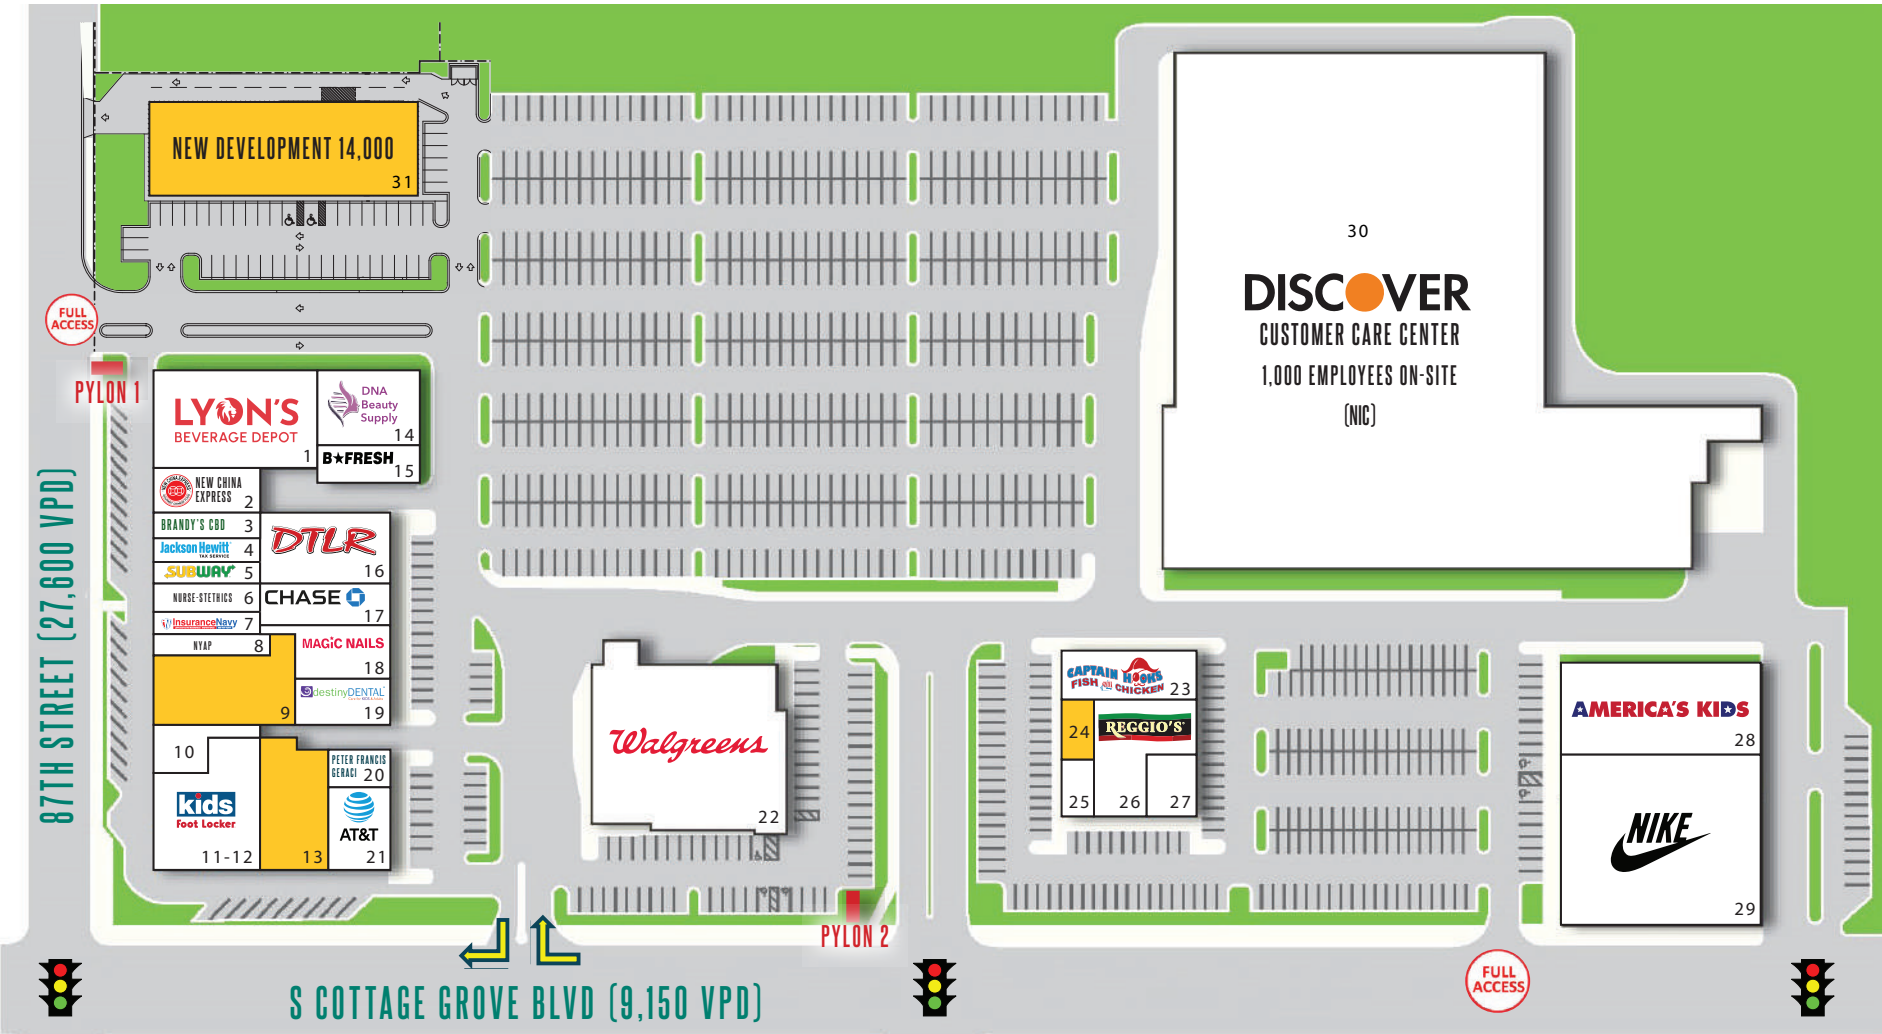 NEW DEVELOPMENT 14,000
31
FULL
ACCESS
PYLON 1
87TH STREET (27,600 VPD)
LYON'S
BEVERAGE DEPOT
1
DNA
Beauty
Supply
14
B★FRESH
15
NEW CHINA
EXPRESS
2
BRANDY'S CBD 3
Jackson Hewitt
TAX SERVICE
4
SUBWAY
5
NURSE-STETHICS 6
InsuranceNavy 7
NYAP 8
9
DTLR
16
CHASE
17
MAGIC NAILS
18
destinyDENTAL
19
10
kids
Foot Locker
11-12
13
PETER FRANCIS
GERACI 20
AT&T
21
Walgreens
22
PYLON 2
CAPTAIN HOOKS
FISH and CHICKEN
23
24
REGGIO'S
25
26
27
30
DISCOVER
CUSTOMER CARE CENTER
1,000 EMPLOYEES ON-SITE
(NIC)
AMERICA'S KIDS
28
NIKE
29
FULL
ACCESS
S COTTAGE GROVE BLVD (9,150 VPD)